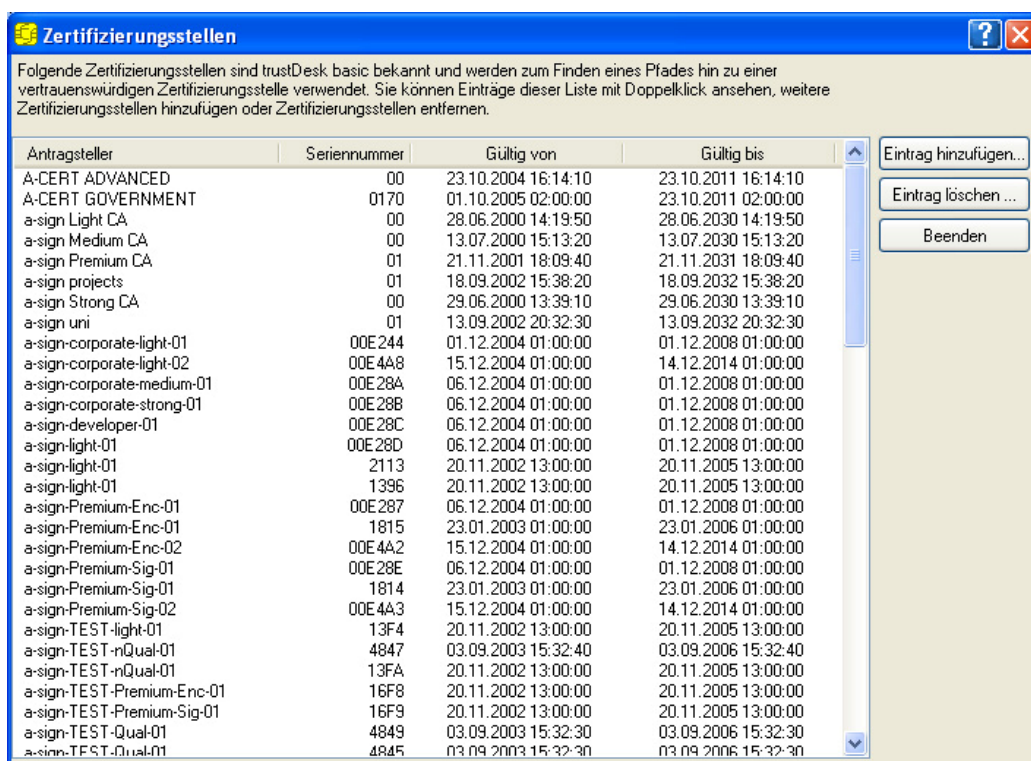 Zertifizierungsstellen
Folgende Zertifizierungsstellen sind trustDesk basic bekannt und werden zum Finden eines Pfades hin zu einer
vertrauenswürdigen Zertifizierungsstelle verwendet. Sie können Einträge dieser Liste mit Doppelklick ansehen, weitere
Zertifizierungsstellen hinzufügen oder Zertifizierungsstellen entfernen.
Antragsteller Seriennummer Gültig von Gültig bis
A-CERT ADVANCED 00 23.10.2004 16:14:10 23.10.2011 16:14:10
A-CERT GOVERNMENT 0170 01.10.2005 02:00:00 23.10.2011 02:00:00
a-sign Light CA 00 28.06.2000 14:19:50 28.06.2030 14:19:50
a-sign Medium CA 00 13.07.2000 15:13:20 13.07.2030 15:13:20
a-sign Premium CA 01 21.11.2001 18:09:40 21.11.2031 18:09:40
a-sign projects 01 18.09.2002 15:38:20 18.09.2032 15:38:20
a-sign Strong CA 00 29.06.2000 13:39:10 29.06.2030 13:39:10
a-sign uni 01 13.09.2002 20:32:30 13.09.2032 20:32:30
a-sign-corporate-light-01 00E244 01.12.2004 01:00:00 01.12.2008 01:00:00
a-sign-corporate-light-02 00E4A8 15.12.2004 01:00:00 14.12.2014 01:00:00
a-sign-corporate-medium-01 00E28A 06.12.2004 01:00:00 01.12.2008 01:00:00
a-sign-corporate-strong-01 00E28B 06.12.2004 01:00:00 01.12.2008 01:00:00
a-sign-developer-01 00E28C 06.12.2004 01:00:00 01.12.2008 01:00:00
a-sign-light-01 00E28D 06.12.2004 01:00:00 01.12.2008 01:00:00
a-sign-light-01 2113 20.11.2002 13:00:00 20.11.2005 13:00:00
a-sign-light-01 1396 20.11.2002 13:00:00 20.11.2005 13:00:00
a-sign-Premium-Enc-01 00E287 06.12.2004 01:00:00 01.12.2008 01:00:00
a-sign-Premium-Enc-01 1815 23.01.2003 01:00:00 23.01.2006 01:00:00
a-sign-Premium-Enc-02 00E4A2 15.12.2004 01:00:00 14.12.2014 01:00:00
a-sign-Premium-Sig-01 00E28E 06.12.2004 01:00:00 01.12.2008 01:00:00
a-sign-Premium-Sig-01 1814 23.01.2003 01:00:00 23.01.2006 01:00:00
a-sign-Premium-Sig-02 00E4A3 15.12.2004 01:00:00 14.12.2014 01:00:00
a-sign-TEST-light-01 13F4 20.11.2002 13:00:00 20.11.2005 13:00:00
a-sign-TEST-nQual-01 4847 03.09.2003 15:32:40 03.09.2006 15:32:40
a-sign-TEST-nQual-01 13FA 20.11.2002 13:00:00 20.11.2005 13:00:00
a-sign-TEST-Premium-Enc-01 16F8 20.11.2002 13:00:00 20.11.2005 13:00:00
a-sign-TEST-Premium-Sig-01 16F9 20.11.2002 13:00:00 20.11.2005 13:00:00
a-sign-TEST-Qual-01 4849 03.09.2003 15:32:30 03.09.2006 15:32:30
a-sign-TEST-Qual-01 4845 03.09.2003 15:32:30 03.09.2006 15:32:30
Eintrag hinzufügen...
Eintrag löschen ...
Beenden